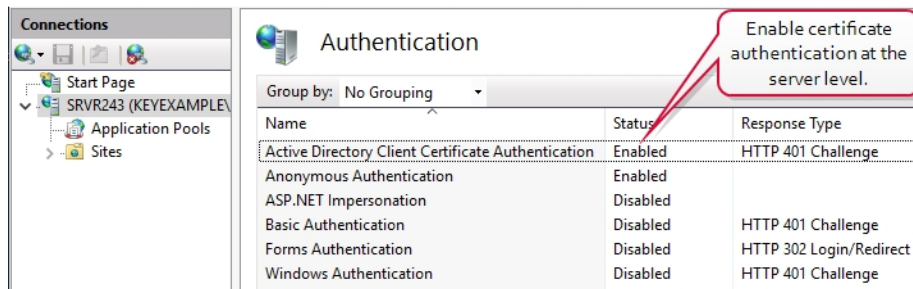 Connections
Start Page
SRVR243 (KEYEXAMPLE\
Application Pools
Sites
Authentication
Enable certificate
authentication at the
server level.
Group by: No Grouping
Name Status Response Type
Active Directory Client Certificate Authentication Enabled HTTP 401 Challenge
Anonymous Authentication Enabled
ASP.NET Impersonation Disabled
Basic Authentication Disabled HTTP 401 Challenge
Forms Authentication Disabled HTTP 302 Login/Redirect
Windows Authentication Disabled HTTP 401 Challenge